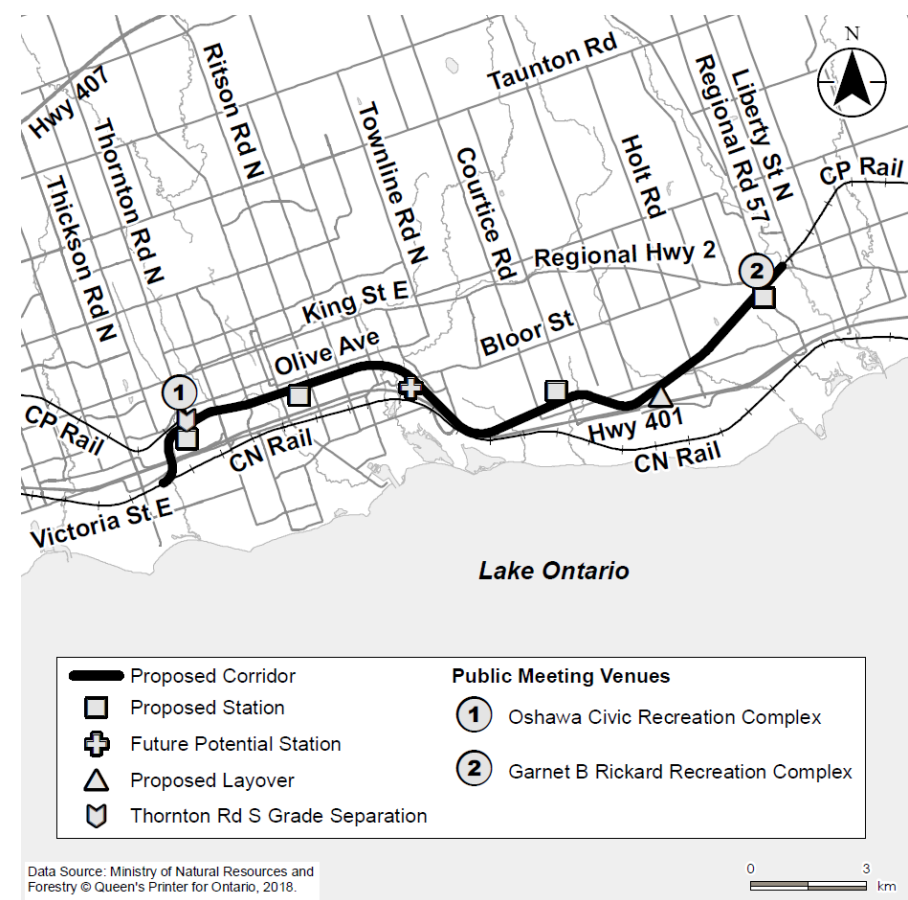 N
Hwy 407
Ritson Rd N
Taunton Rd
Thornton Rd N
Townline Rd N
Liberty St N
Regional Rd 57
Thickson Rd N
Courtice Rd
Holt Rd
CP Rail
Regional Hwy 2
2
King St E
Bloor St
Olive Ave
1
CP Rail
CN Rail
Hwy 401
CN Rail
Victoria St E
Lake Ontario
Proposed Corridor
Proposed Station
Future Potential Station
Proposed Layover
Thornton Rd S Grade Separation
Public Meeting Venues
1 Oshawa Civic Recreation Complex
2 Garnet B Rickard Recreation Complex
Data Source: Ministry of Natural Resources and
Forestry © Queen's Printer for Ontario, 2018.
0 3
km